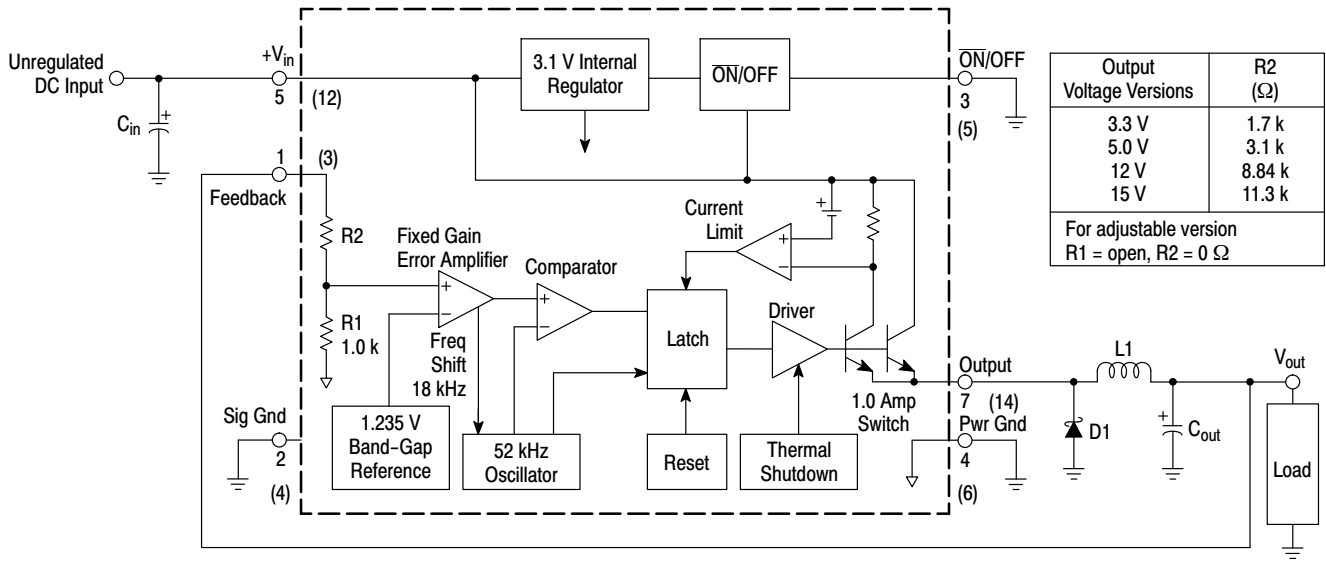 Unregulated
DC Input
+Vin
5
(12)
Cin
+
3.1 V Internal
Regulator
ON/OFF
ON/OFF
3
(5)
Output
Voltage Versions
R2
(Ω)
3.3 V
1.7 k
5.0 V
3.1 k
12 V
8.84 k
15 V
11.3 k
For adjustable version
R1 = open, R2 = 0 Ω
1
(3)
Feedback
R2
R1
1.0 k
Fixed Gain
Error Amplifier
+
−
Comparator
+
−
Current
Limit
+
−
+
Freq
Shift
18 kHz
Latch
Driver
1.0 Amp
Switch
Output
7
(14)
Pwr Gnd
4
(6)
L1
D1
+
Cout
Vout
Load
Sig Gnd
2
(4)
1.235 V
Band-Gap
Reference
52 kHz
Oscillator
Reset
Thermal
Shutdown